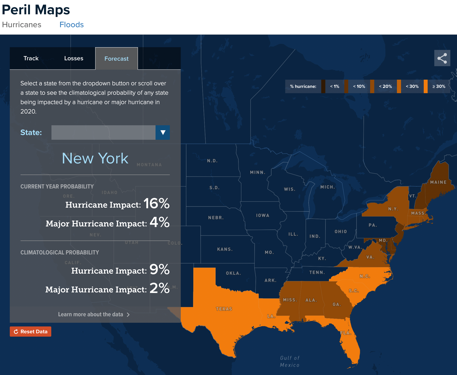 Peril Maps
Hurricanes Floods
Track Losses Forecast
Select a state from the dropdown button or scroll over
a state to see the climatological probability of any state
being impacted by a hurricane or major hurricane in
2020.
State:
New York
CURRENT YEAR PROBABILITY
Hurricane Impact: 16%
Major Hurricane Impact: 4%
CLIMATOLOGICAL PROBABILITY
Hurricane Impact: 9%
Major Hurricane Impact: 2%
Learn more about the data >
Reset Data
% hurricane < 1% < 10% < 20% < 30% ≥ 30%
MONTANA
N.D.
MINN.
S.D.
WIS.
MICH.
NEBR.
IOWA
ILL.
IND.
OHIO
PA.
KANS.
MO.
KY.
W.VA.
VA.
MD.
OKLA.
ARK.
TENN.
N.C.
MISS.
ALA.
GA.
TEXAS
LA.
FLA.
N.Y.
VT.
MASS.
MAINE
Gulf of
Mexico